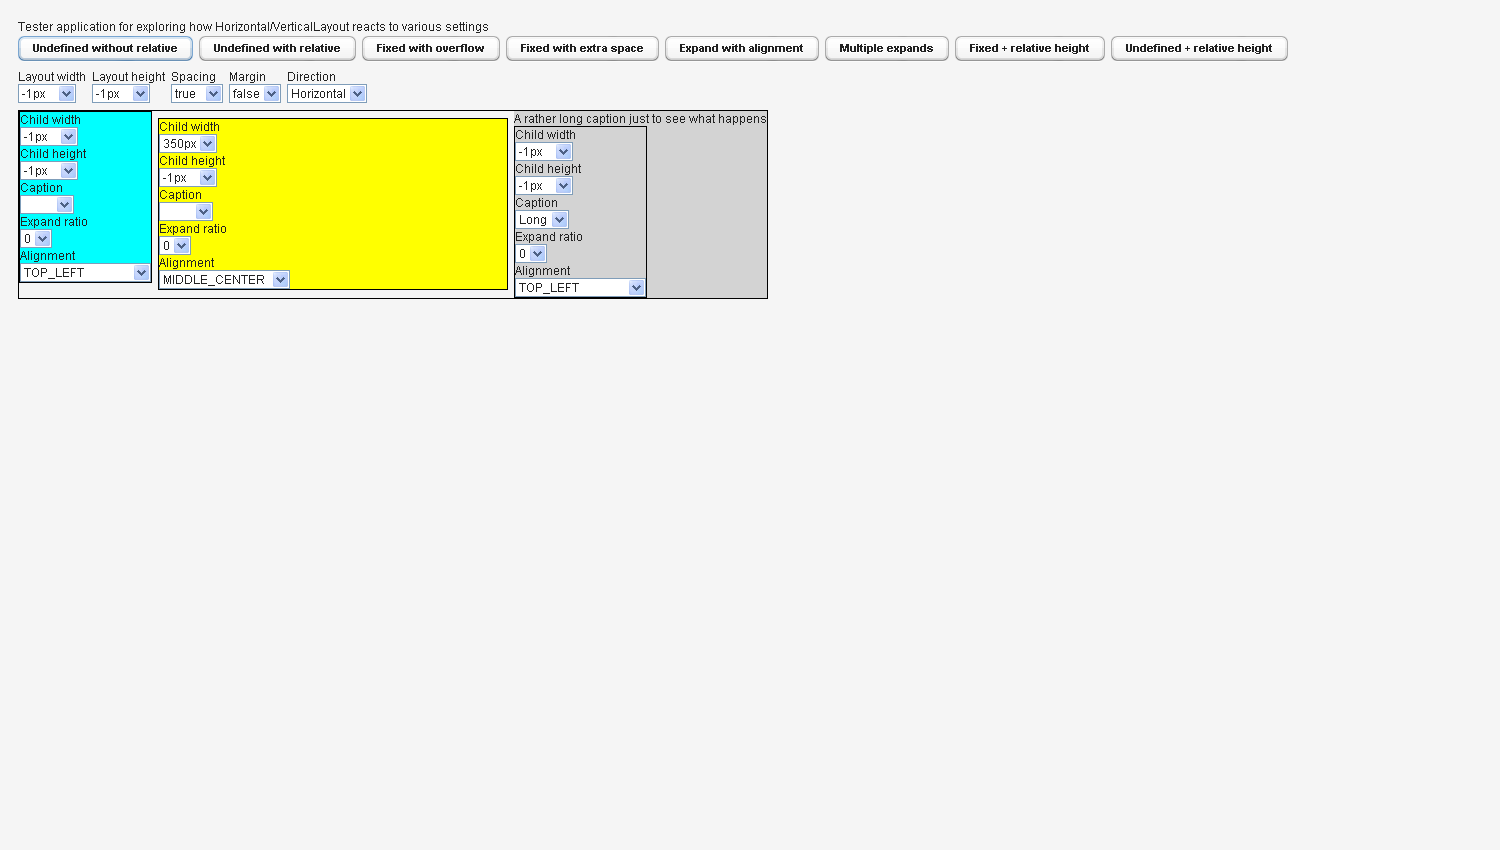 Tester application for exploring how Horizontal/VerticalLayout reacts to various settings
Undefined without relative Undefined with relative Fixed with overflow Fixed with extra space Expand with alignment Multiple expands Fixed + relative height Undefined + relative height
Layout width Layout height Spacing Margin Direction
-1px -1px true false Horizontal
Child width
-1px
Child height
-1px
Caption
Expand ratio
0
Alignment
TOP_LEFT
Child width
350px
Child height
-1px
Caption
Expand ratio
0
Alignment
MIDDLE_CENTER
A rather long caption just to see what happens
Child width
-1px
Child height
-1px
Caption
Long
Expand ratio
0
Alignment
TOP_LEFT